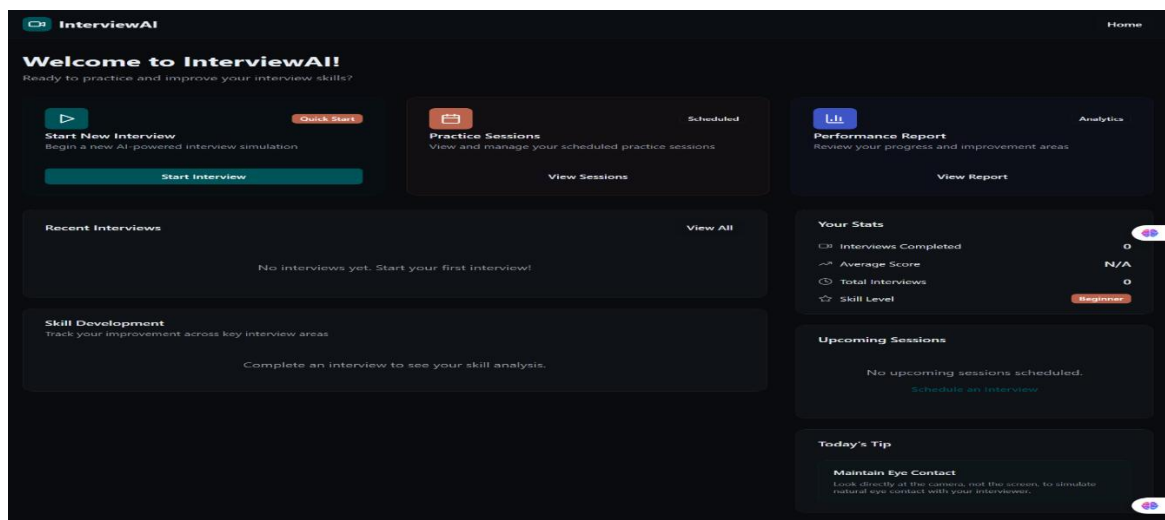 InterviewAI
Home
Welcome to InterviewAI!
Ready to practice and improve your interview skills?
Quick Start
Start New Interview
Begin a new AI-powered interview simulation
Start Interview
Scheduled
Practice Sessions
View and manage your scheduled practice sessions
View Sessions
Analytics
Performance Report
Review your progress and improvement areas
View Report
Recent Interviews
View All
No interviews yet. Start your first interview!
Skill Development
Track your improvement across key interview areas
Complete an interview to see your skill analysis.
Your Stats
Interviews Completed 0
Average Score N/A
Total Interviews 0
Skill Level Beginner
Upcoming Sessions
No upcoming sessions scheduled.
Schedule an Interview
Today's Tip
Maintain Eye Contact
Look directly at the camera, not the screen, to simulate
natural eye contact with your interviewer.